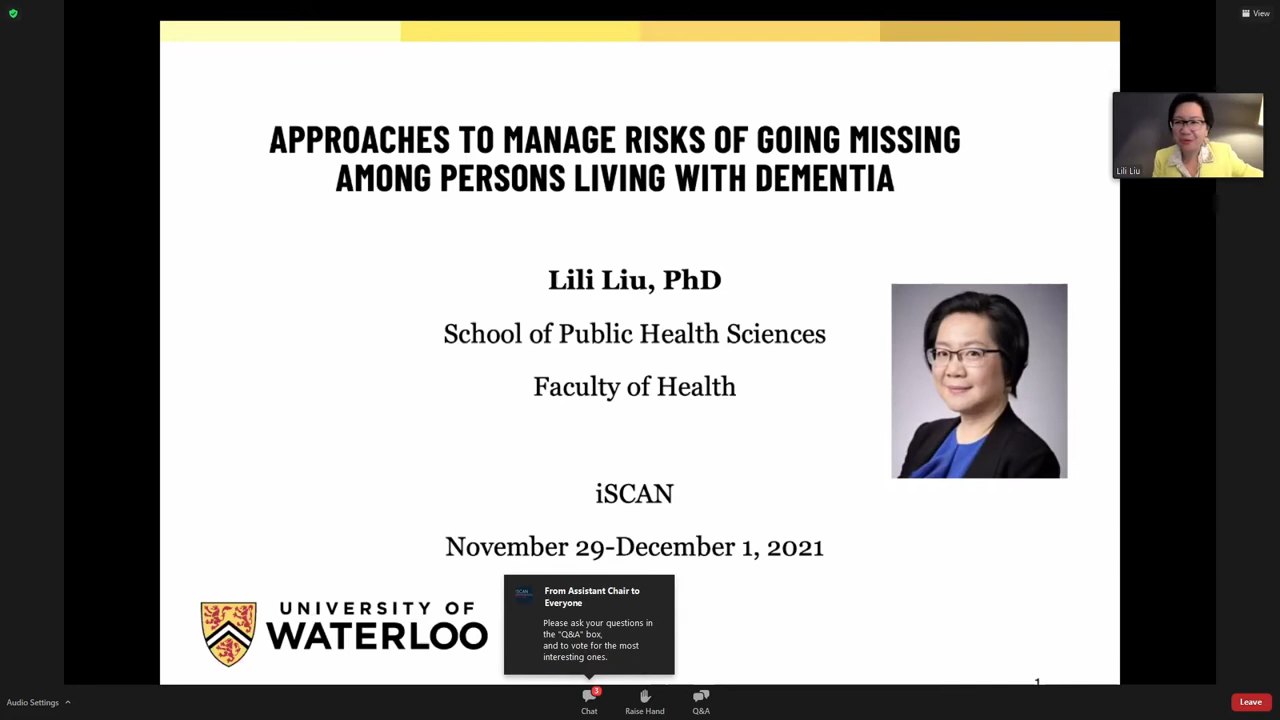 View
APPROACHES TO MANAGE RISKS OF GOING MISSING
AMONG PERSONS LIVING WITH DEMENTIA
Lili Liu
Lili Liu, PhD
School of Public Health Sciences
Faculty of Health
iSCAN
November 29-December 1, 2021
UNIVERSITY OF
WATERLOO
From Assistant Chair to
Everyone
Please ask your questions in
the "Q&A" box,
and to vote for the most
interesting ones.
1
Audio Settings
3
Chat
Raise Hand
Q&A
Leave